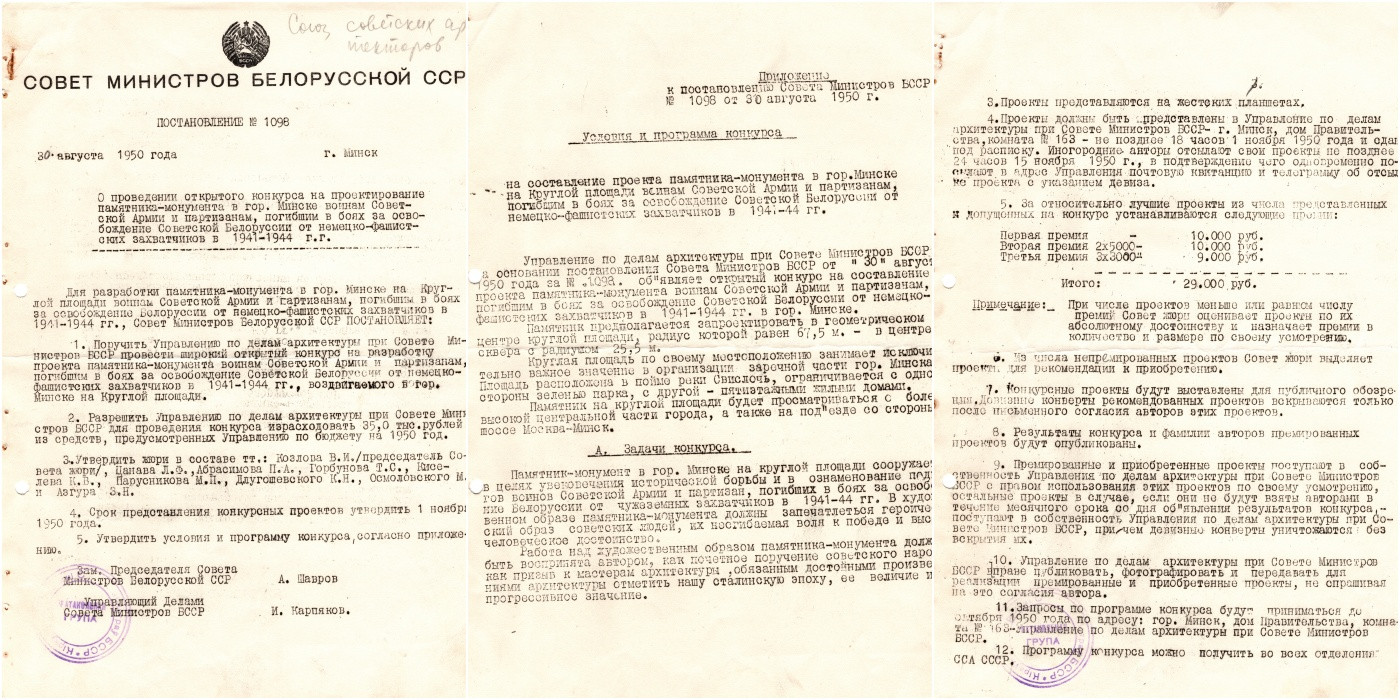 Союз советских ар
текторов
СОВЕТ МИНИСТРОВ БЕЛОРУССКОЙ ССР
ПОСТАНОВЛЕНИЕ № 1098
30 августа 1950 года г. Минск
О проведении открытого конкурса на проектирование
памятника-монумента в гор. Минске воинам Совет-
ской Армии и партизанам, погибшим в боях за осво-
бождение Советской Белоруссии от немецко-фашист-
ских захватчиков в 1941-1944 г.г.
Для разработки памятника-монумента в гор. Минске на Круг-
лой площади воинам Советской Армии и партизанам, погибшим в боях
за освобождение Советской Белоруссии от немецко-фашистских захватчиков в
1941-1944 гг., Совет Министров Белорусской ССР ПОСТАНОВЛЯЕТ:
1. Поручить Управлению по делам архитектуры при Совете Ми-
нистров БССР провести широкий открытый конкурс на разработку
проекта памятника-монумента воинам Советской Армии и партизанам,
погибшим в боях за освобождение Советской Белоруссии от немецко-
фашистских захватчиков в 1941-1944 гг., воздвигаемого в гор.
Минске на Круглой площади.
2. Разрешить Управлению по делам архитектуры при Совете Мин
стров БССР для проведения конкурса израсходовать 35,0 тыс.рублей
из средств, предусмотренных Управлению по бюджету на 1950 год.
3.Утвердить жюри в составе тт.: Козлова В.И./председатель Со-
вета жюри/, Цанава Л.Ф.,Абрасимова П.А., Горбунова Т.С., Кисе-
лева К.В., Парусникова М.П., Длугошевского К.Н., Осмоловского М.
и Азгура З.Н.
4. Срок представления конкурсных проектов утвердить 1 ноября
1950 года.
5. Утвердить условия и программу конкурса,согласно приложе-
нию.
Зам. Председателя Совета
Министров Белорусской ССР А. Шавров
Управляющий Делами
Совета Министров БССР И. Карпяков.
ГРУПА
БССР
Приложение
к постановлению Совета Министров БССР
№ 1098 от 30 августа 1950 г.
Условия и программа конкурса
на составление проекта памятника-монумента в гор.Минске
на Круглой площади воинам Советской Армии и партизанам,
погибшим в боях за освобождение Советской Белоруссии от
немецко-фашистских захватчиков в 1941-44 гг.
Управление по делам архитектуры при Совете Министров БССР
а основании постановления Совета Министров БССР от "30" август
1950 года за № 1098. об"являет открытый конкурс на составление
проекта памятника-монумента воинам Советской Армии и партизанам,
погибшим в боях за освобождение Советской Белоруссии от немецко-
фашистских захватчиков в 1941-1944 гг. в гор. Минске.
Памятник предполагается запроектировать в геометрическом
центре круглой площади, радиус которой равен 67,5 м. - в центре
сквера с радиусом 25,5 м.
Круглая площадь по своему местоположению занимает исключи
тельно важное значение в организации заречной части гор. Минска
Площадь расположена в пойме реки Свислочь, ограничивается с одно
стороны зеленью парка, с другой - пятиэтажными жилыми домами.
Памятник на круглой площади будет просматриваться с боле
высокой центральной части города, а также на под"езде со стороны
шоссе Москва-Минск.
А. Задачи конкурса.
Памятник-монумент в гор. Минске на круглой площади сооружае
в целях увековечения исторической борьбы и в ознаменование под
гов воинов Советской Армии и партизан, погибших в боях за освоб
ние Белоруссии от чужеземных захватчиков в 1941-44 гг. В худо
венном образе памятника-монумента должны запечатлеться героиче
ский образ советских людей, их несгибаемая воля к победе и выс
человеческое достоинство.
Работа над художественным образом памятника-монумента долж
быть воспринята автором, как почетное поручение советского наро
как призыв к мастерам архитектуры ,обязанным достойными произве
ниями архитектуры отметить нашу сталинскую эпоху, ее величие и
прогрессивное значение.
3.Проекты представляются на жестских планшетах.
4.Проекты должны быть представлены в Управление по делам
архитектуры при Совете Министров БССР- г. Минск, дом Правитель-
ства,комната № 163 - не позднее 18 часов 1 ноября 1950 года и сдан
под расписку. Иногородние авторы отсылают свои проекты не позднее
24 часов 15 ноября 1950 г., в подтверждение чего одновременно по-
сылают в адрес Управления почтовую квитанцию и телеграмму об отсы
ке проекта с указанием девиза.
5. За относительно лучшие проекты из числа представленных
и допущенных на конкурс устанавливаются следующие премии:
Первая премия - 10.000 руб.
Вторая премия 2x5000- 10.000 руб.
Третья премия 3x3000- 9.000 руб.
Итого: 29.000 руб.
Примечание: При числе проектов меньше или равном числу
премий Совет жюри оценивает проекты по их
абсолютному достоинству и назначает премии в
количество и размере по своему усмотрению.
6. Из числа непремированных проектов Совет жюри выделяет
проекты для рекомендации к приобретению.
7. Конкурсные проекты будут выставлены для публичного обозре-
ния.Девизные конверты рекомендованных проектов вскрываются только
после письменного согласия авторов этих проектов.
8. Результаты конкурса и фамилии авторов премированных
проектов будут опубликованы.
9. Премированные и приобретенные проекты поступают в соб-
ственность Управления по делам архитектуры при Совете Министров
БССР с правом использования этих проектов по своему усмотрению,
остальные проекты в случае, если они не будут взяты авторами в
течение месячного срока со дня об"явления результатов конкурса,-
поступают в собственность Управления по делам архитектуры при Со-
вете Министров БССР, при,чем девизные конверты уничтожаются без
вскрытия их.
10. Управление по делам архитектуры при Совете Министров
БССР вправе публиковать, фотографировать и передавать для
реализации премированные и приобретенные проекты, не спрашивая
на это согласия автора.
11.Запросы по программе конкурса будут приниматься до
октября 1950 года по адресу: гор. Минск, дом Правительства, комна-
та № 163-Управление по делам архитектуры при Совете Министров
БССР.
12. Программу конкурса можно получить во всех отделения
ССА СССР.
ГРУПА
БССР